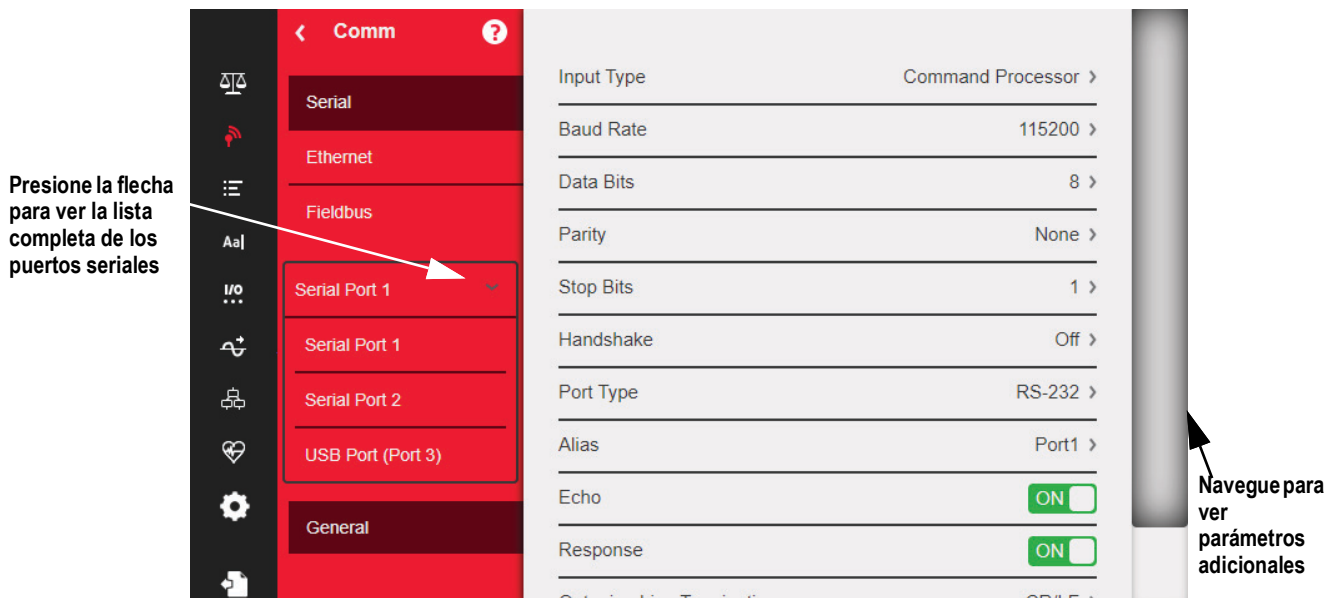 Presione la flecha
para ver la lista
completa de los
puertos seriales
Comm
?
Serial
Ethernet
Fieldbus
Serial Port 1
Serial Port 1
Serial Port 2
USB Port (Port 3)
General
Aa
I/O
Input Type Command Processor
Baud Rate 115200
Data Bits 8
Parity None
Stop Bits 1
Handshake Off
Port Type RS-232
Alias Port1
Echo ON
Response ON
Navegue para
ver
parámetros
adicionales